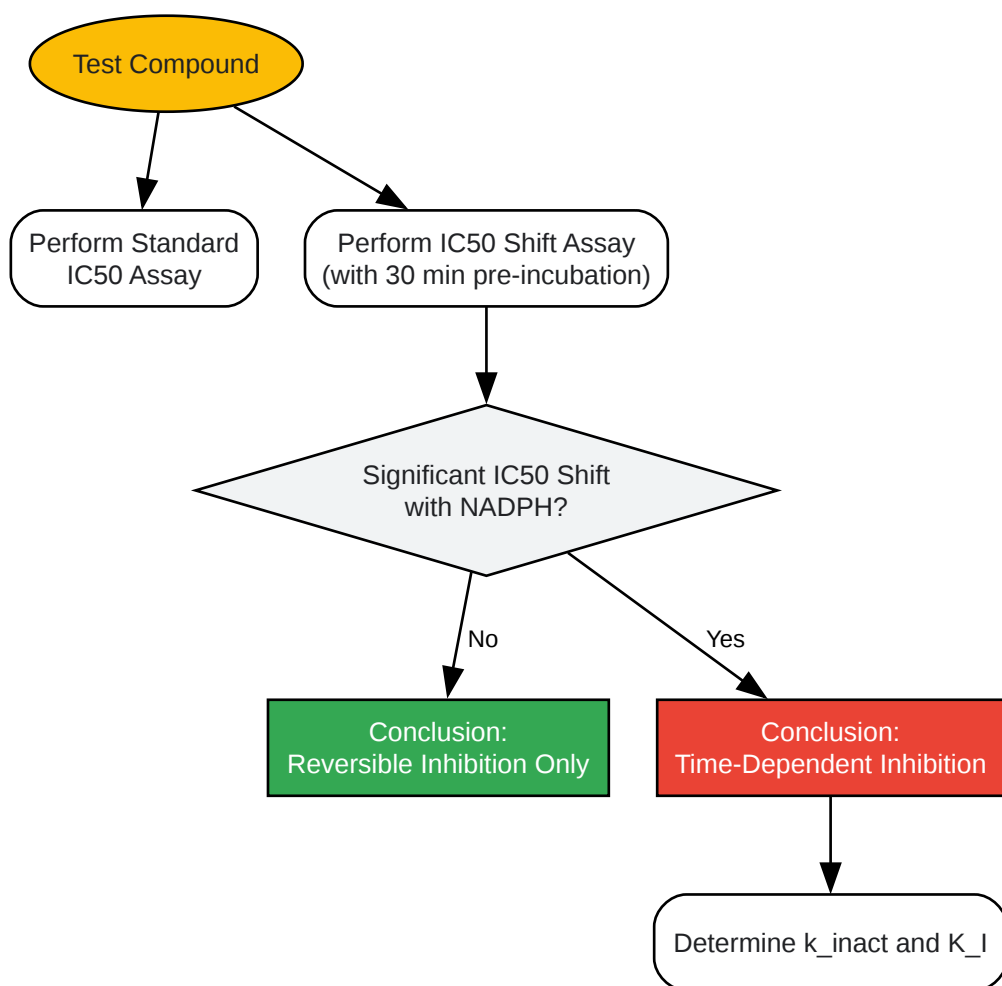 Test Compound
Perform Standard
IC50 Assay
Perform IC50 Shift Assay
(with 30 min pre-incubation)
Significant IC50 Shift
with NADPH?
No
Yes
Conclusion:
Reversible Inhibition Only
Conclusion:
Time-Dependent Inhibition
Determine k_inact and K_I